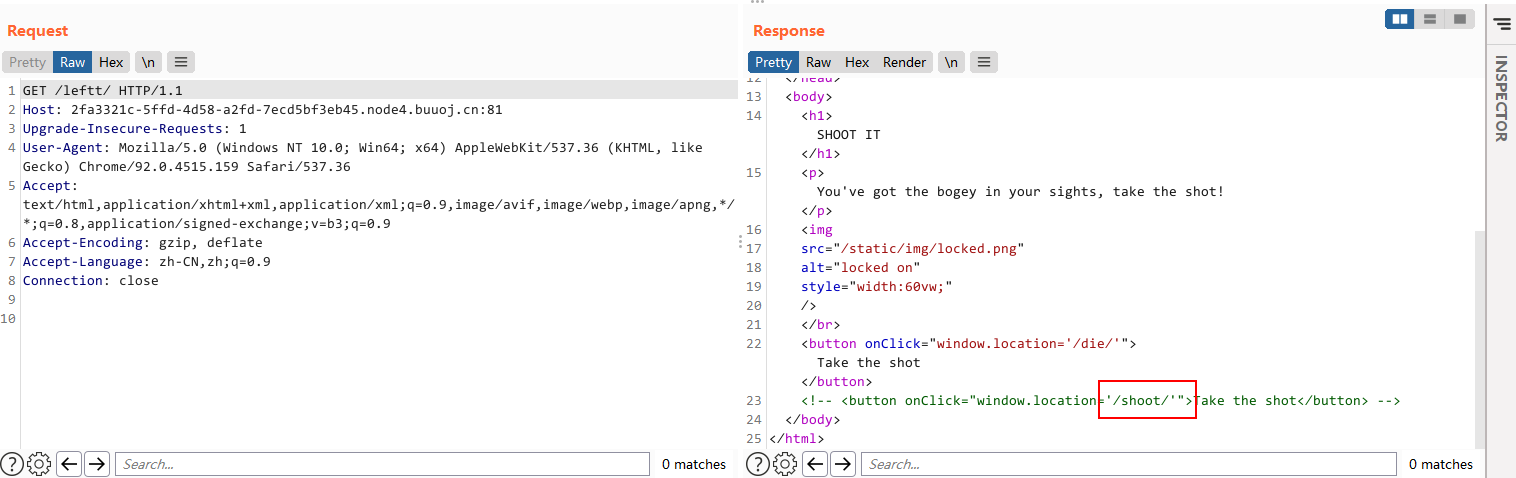 Request
Pretty Raw Hex \n
1 GET /leftt/ HTTP/1.1
2 Host: 2fa3321c-5ffd-4d58-a2fd-7ecd5bf3eb45.node4.buuoj.cn:81
3 Upgrade-Insecure-Requests: 1
4 User-Agent: Mozilla/5.0 (Windows NT 10.0; Win64; x64) AppleWebKit/537.36 (KHTML, like
Gecko) Chrome/92.0.4515.159 Safari/537.36
5 Accept:
text/html,application/xhtml+xml,application/xml;q=0.9,image/avif,image/webp,image/apng,*/
*;q=0.8,application/signed-exchange;v=b3;q=0.9
6 Accept-Encoding: gzip, deflate
7 Accept-Language: zh-CN,zh;q=0.9
8 Connection: close
9
10
? Search... 0 matches
Response
Pretty Raw Hex Render \n
12 </head>
13 <body>
14 <h1>
SHOOT IT
</h1>
15 <p>
You've got the bogey in your sights, take the shot!
</p>
16 <img
17 src="/static/img/locked.png"
18 alt="locked on"
19 style="width:60vw;"
20 />
21 </br>
22 <button onClick="window.location='/die/'">
Take the shot
</button>
23 <!-- <button onClick="window.location='/shoot/'">Take the shot</button> -->
24 </body>
25 </html>
? Search... 0 matches
INSPECTOR